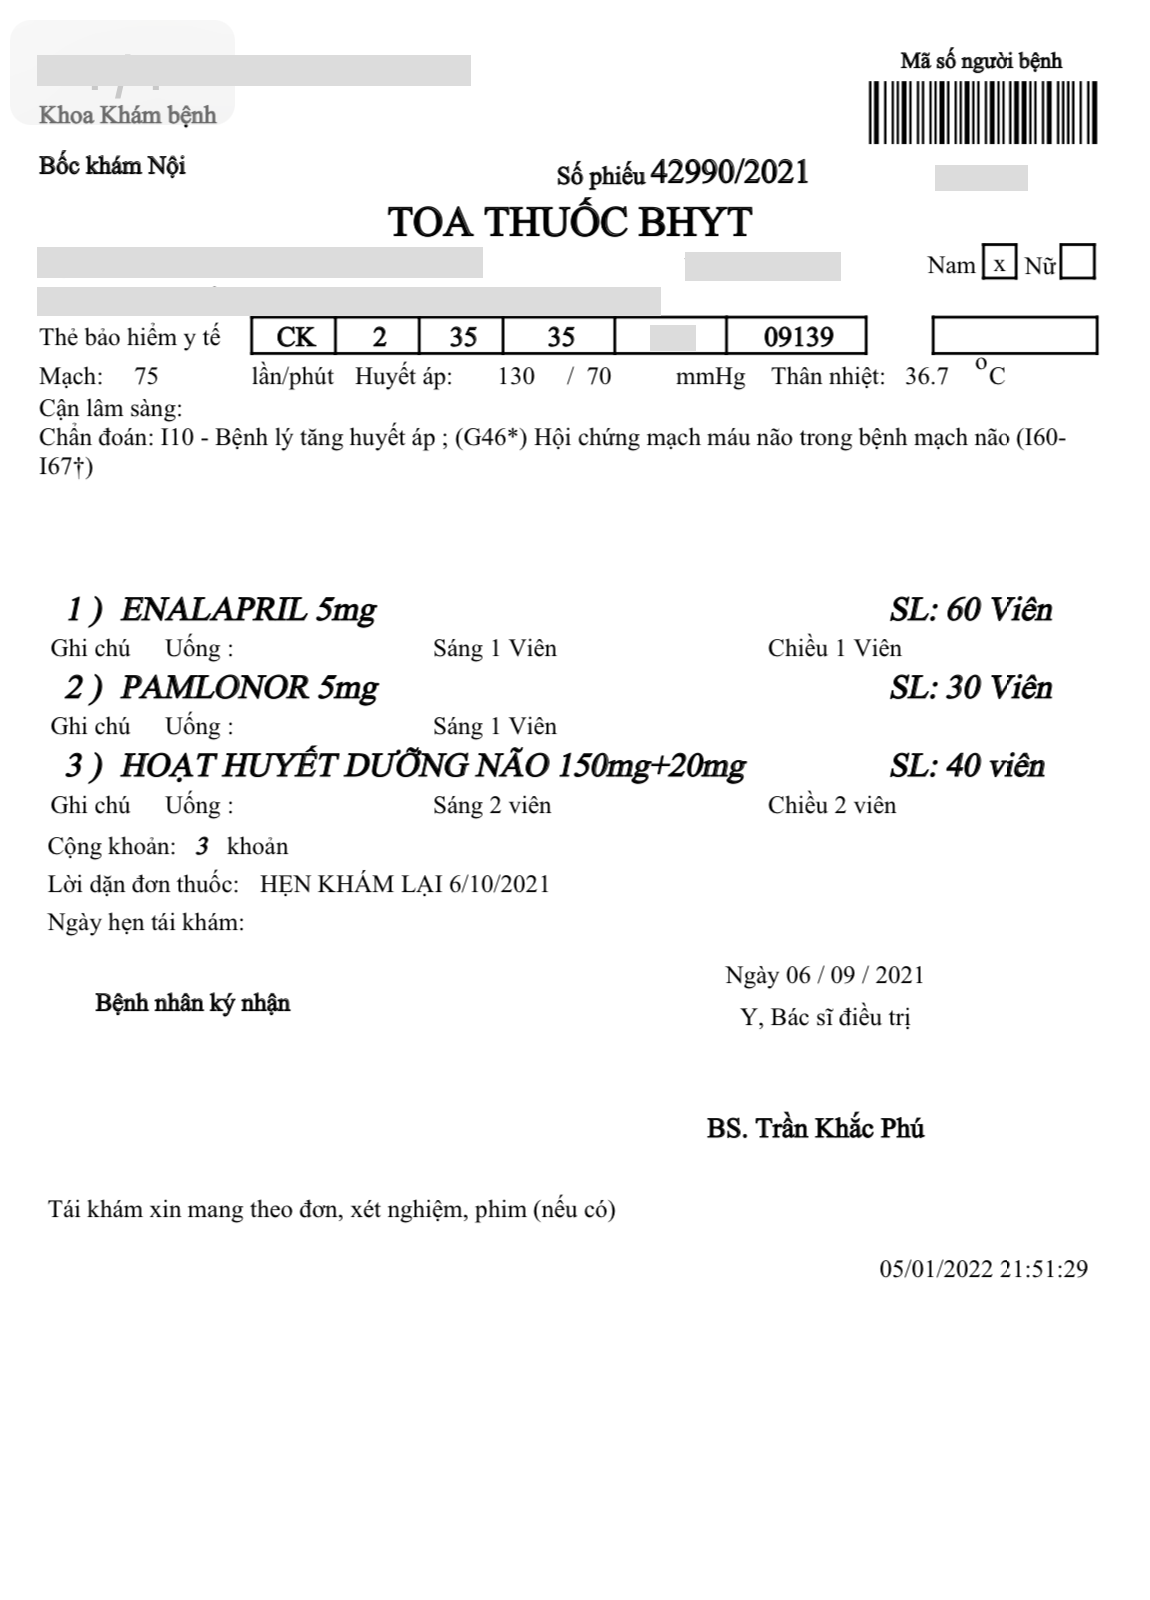 Mã số người bệnh
Khoa Khám bệnh
Bốc khám Nội
Số phiếu 42990/2021
TOA THUỐC BHYT
Nam x Nữ
Thẻ bảo hiểm y tế CK 2 35 35 09139
Mạch: 75 lần/phút Huyết áp: 130 / 70 mmHg Thân nhiệt: 36.7 °C
Cận lâm sàng:
Chẩn đoán: I10 - Bệnh lý tăng huyết áp ; (G46*) Hội chứng mạch máu não trong bệnh mạch não (I60-
I67†)
1 ) ENALAPRIL 5mg SL: 60 Viên
Ghi chú Uống : Sáng 1 Viên Chiều 1 Viên
2 ) PAMLONOR 5mg SL: 30 Viên
Ghi chú Uống : Sáng 1 Viên
3 ) HOẠT HUYẾT DƯỠNG NÃO 150mg+20mg SL: 40 viên
Ghi chú Uống : Sáng 2 viên Chiều 2 viên
Cộng khoản: 3 khoản
Lời dặn đơn thuốc: HẸN KHÁM LẠI 6/10/2021
Ngày hẹn tái khám:
Ngày 06 / 09 / 2021
Bệnh nhân ký nhận
Y, Bác sĩ điều trị
BS. Trần Khắc Phú
Tái khám xin mang theo đơn, xét nghiệm, phim (nếu có)
05/01/2022 21:51:29